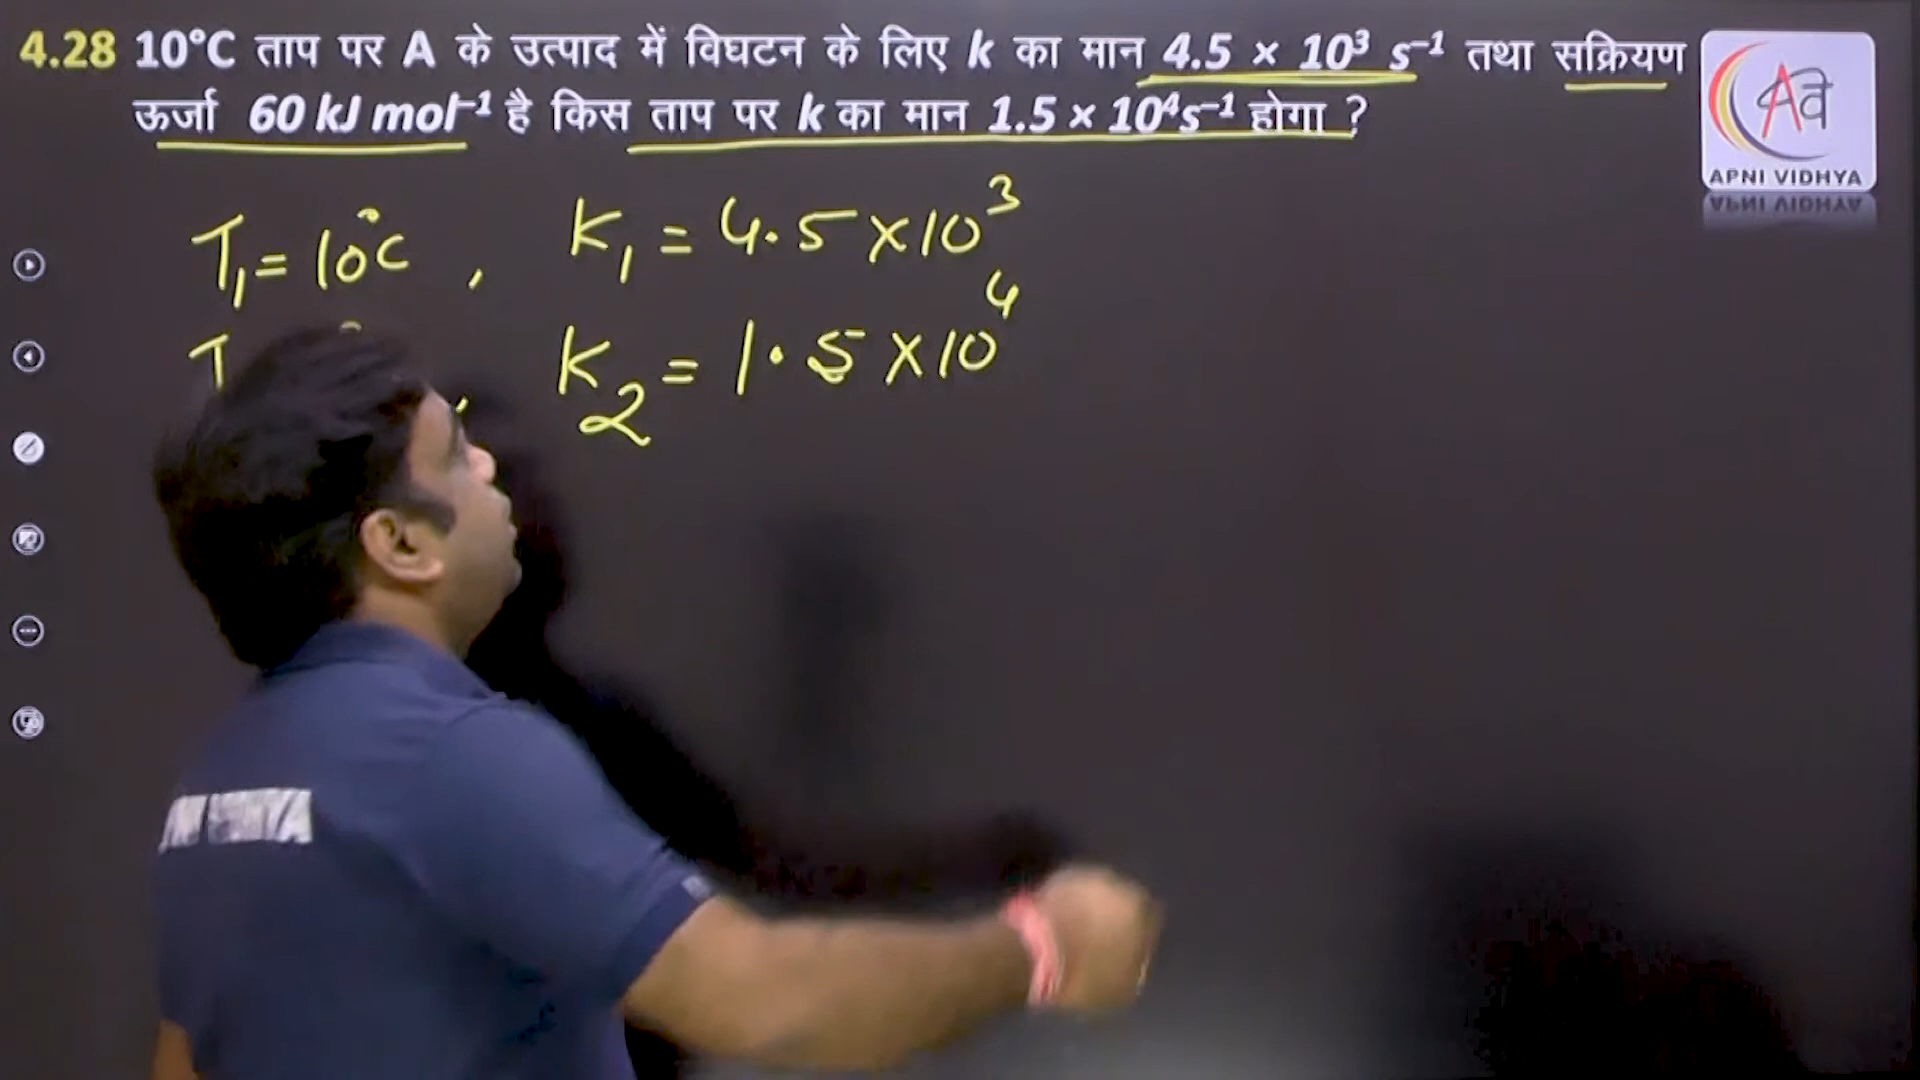 4.28 10°C ताप पर A के उत्पाद में विघटन के लिए k का मान 4.5 × 10³ s⁻¹ तथा सक्रियण
ऊर्जा 60 kJ mol⁻¹ है किस ताप पर k का मान 1.5 × 10⁴s⁻¹ होगा ?
AV
APNI VIDHYA
T₁ = 10°C , K₁ = 4.5 × 10³
T , K₂ = 1.5 × 10⁴